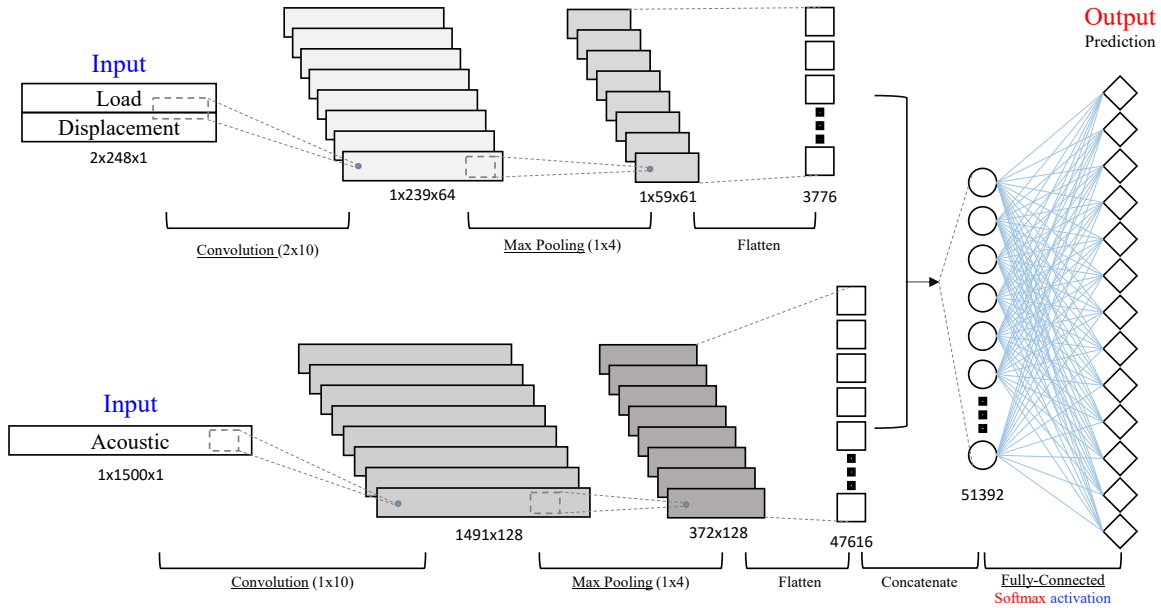 Output
Prediction
Input
Load
Displacement
2x248x1
1x239x64
1x59x61
3776
Convolution (2x10)
Max Pooling (1x4)
Flatten
Input
Acoustic
1x1500x1
1491x128
372x128
47616
51392
Convolution (1x10)
Max Pooling (1x4)
Flatten
Concatenate
Fully-Connected
Softmax activation